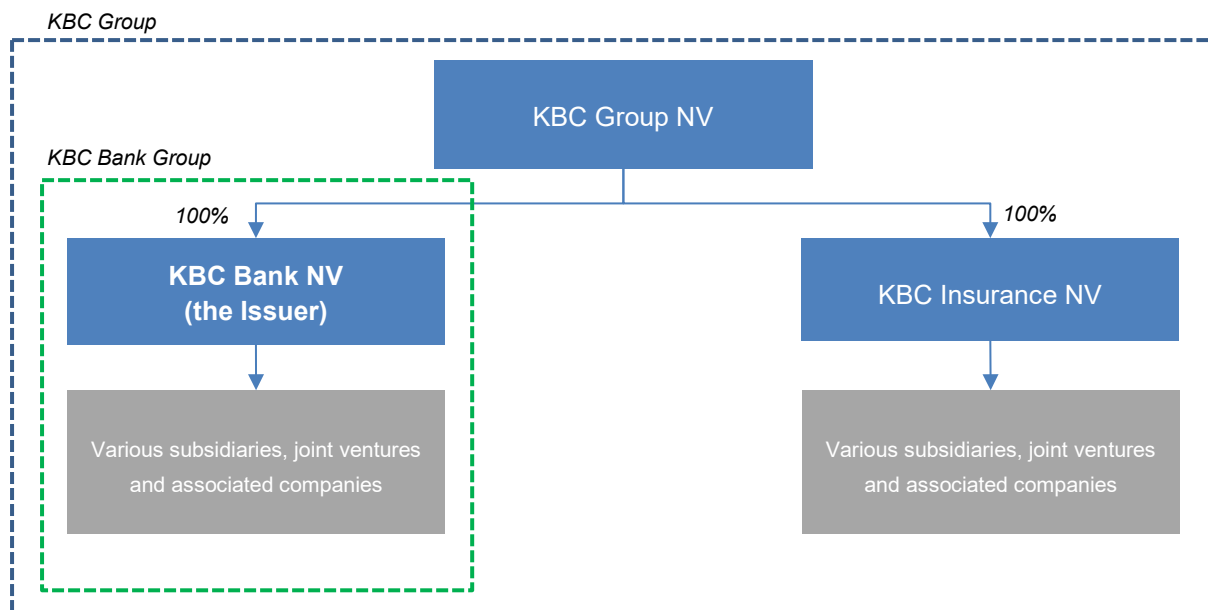 KBC Group
KBC Group NV
KBC Bank Group
100%
100%
KBC Bank NV
(the Issuer)
KBC Insurance NV
Various subsidiaries, joint ventures
and associated companies
Various subsidiaries, joint ventures
and associated companies